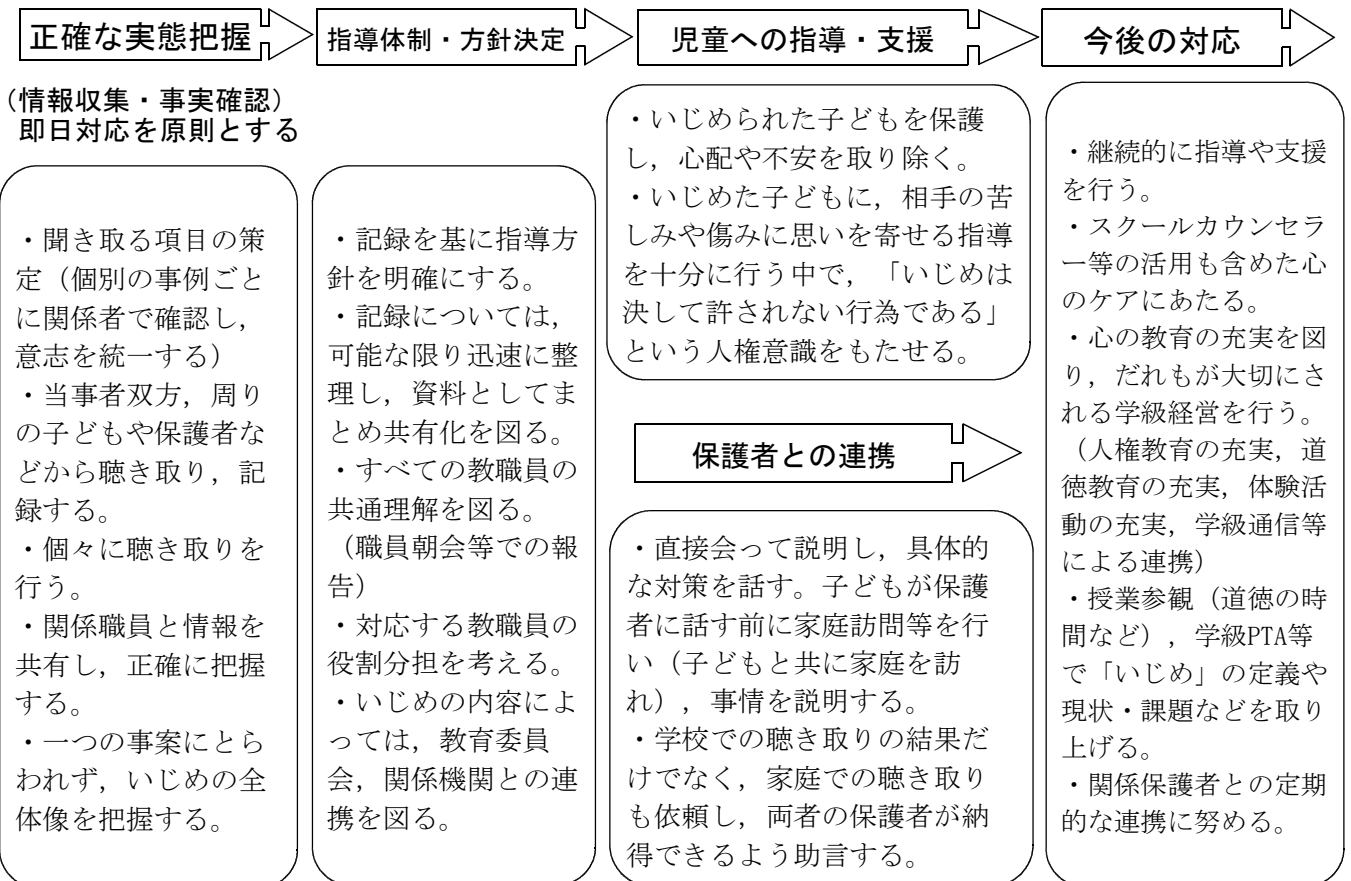 正確な実態把握
(情報収集・事実確認)
即日対応を原則とする
・聞き取る項目の策
定(個別の事例ごと
に関係者で確認し,
意志を統一する)
・当事者双方,周り
の子どもや保護者な
どから聴き取り,記
録する。
・個々に聴き取りを
行う。
・関係職員と情報を
共有し,正確に把握
する。
・一つの事案にとら
われず,いじめの全
体像を把握する。
指導体制・方針決定
・記録を基に指導方
針を明確にする。
・記録については,
可能な限り迅速に整
理し,資料としてま
とめ共有化を図る。
・すべての教職員の
共通理解を図る。
(職員朝会等での報
告)
・対応する教職員の
役割分担を考える。
・いじめの内容によ
っては,教育委員
会,関係機関との連
携を図る。
児童への指導・支援
・いじめられた子どもを保護
し,心配や不安を取り除く。
・いじめた子どもに,相手の苦
しみや傷みに思いを寄せる指導
を十分に行う中で,「いじめは
決して許されない行為である」
という人権意識をもたせる。
保護者との連携
・直接会って説明し,具体的
な対策を話す。子どもが保護
者に話す前に家庭訪問等を行
い(子どもと共に家庭を訪
れ),事情を説明する。
・学校での聴き取りの結果だ
けでなく,家庭での聴き取り
も依頼し,両者の保護者が納
得できるよう助言する。
今後の対応
・継続的に指導や支援
を行う。
・スクールカウンセラ
ー等の活用も含めた心
のケアにあたる。
・心の教育の充実を図
り,だれもが大切にさ
れる学級経営を行う。
(人権教育の充実,道
徳教育の充実,体験活
動の充実,学級通信等
による連携)
・授業参観(道徳の時
間など),学級PTA等
で「いじめ」の定義や
現状・課題などを取り
上げる。
・関係保護者との定期
的な連携に努める。